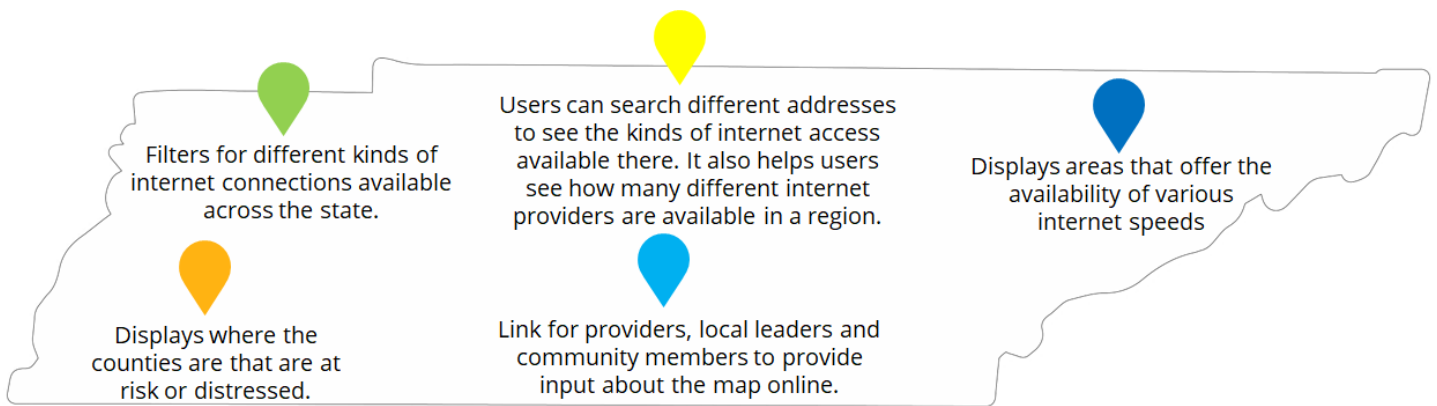 Filters for different kinds of
internet connections available
across the state.
Users can search different addresses
to see the kinds of internet access
available there. It also helps users
see how many different internet
providers are available in a region.
Displays areas that offer the
availability of various
internet speeds
Displays where the
counties are that are at
risk or distressed.
Link for providers, local leaders and
community members to provide
input about the map online.